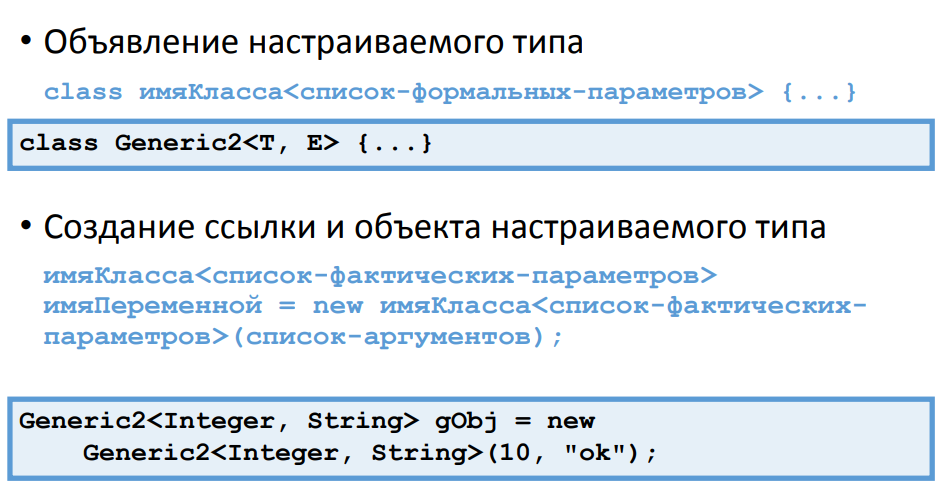 • Объявление настраиваемого типа
class имяКласса<список-формальных-параметров> {...}
class Generic2<T, E> {...}
• Создание ссылки и объекта настраиваемого типа
имяКласса<список-фактических-параметров>
имяПеременной = new имяКласса<список-фактических-
параметров>(список-аргументов);
Generic2<Integer, String> gObj = new
Generic2<Integer, String>(10, "ok");